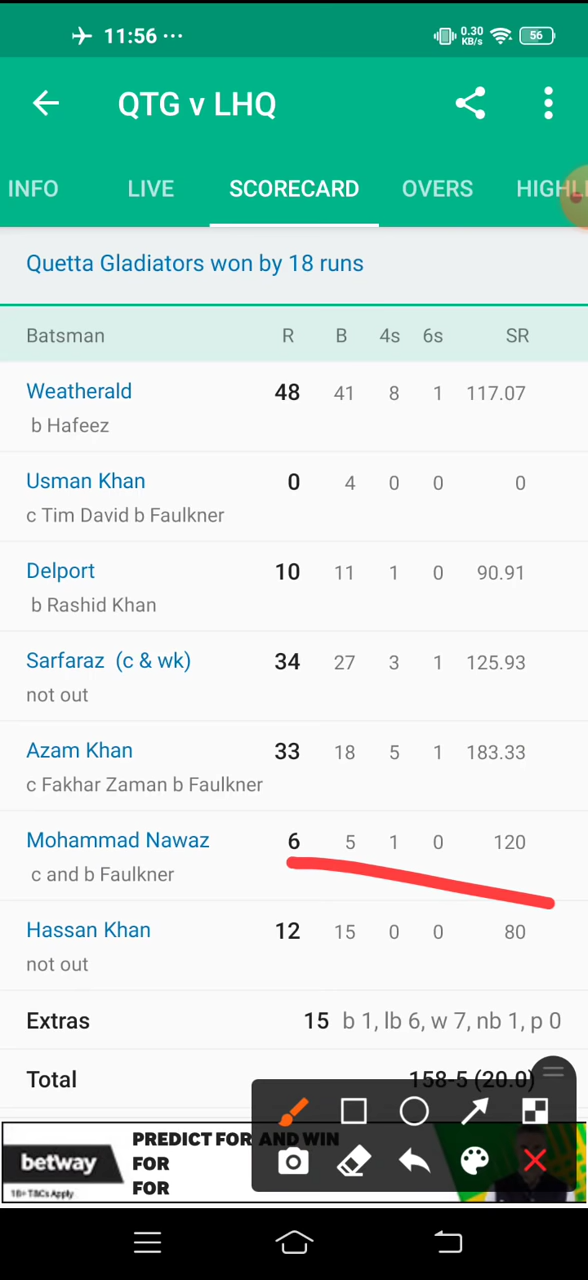 11:56 ...
0.30
KB/s
56
QTG v LHQ
INFO LIVE SCORECARD OVERS HIGHLI
Quetta Gladiators won by 18 runs
Batsman R B 4s 6s SR
Weatherald 48 41 8 1 117.07
b Hafeez
Usman Khan 0 4 0 0 0
c Tim David b Faulkner
Delport 10 11 1 0 90.91
b Rashid Khan
Sarfaraz (c & wk) 34 27 3 1 125.93
not out
Azam Khan 33 18 5 1 183.33
c Fakhar Zaman b Faulkner
Mohammad Nawaz 6 5 1 0 120
c and b Faulkner
Hassan Khan 12 15 0 0 80
not out
Extras 15 b 1, lb 6, w 7, nb 1, p 0
Total 158-5 (20.0)
betway
18+ T&Cs Apply
PREDICT FOR AND WIN
FOR
FOR